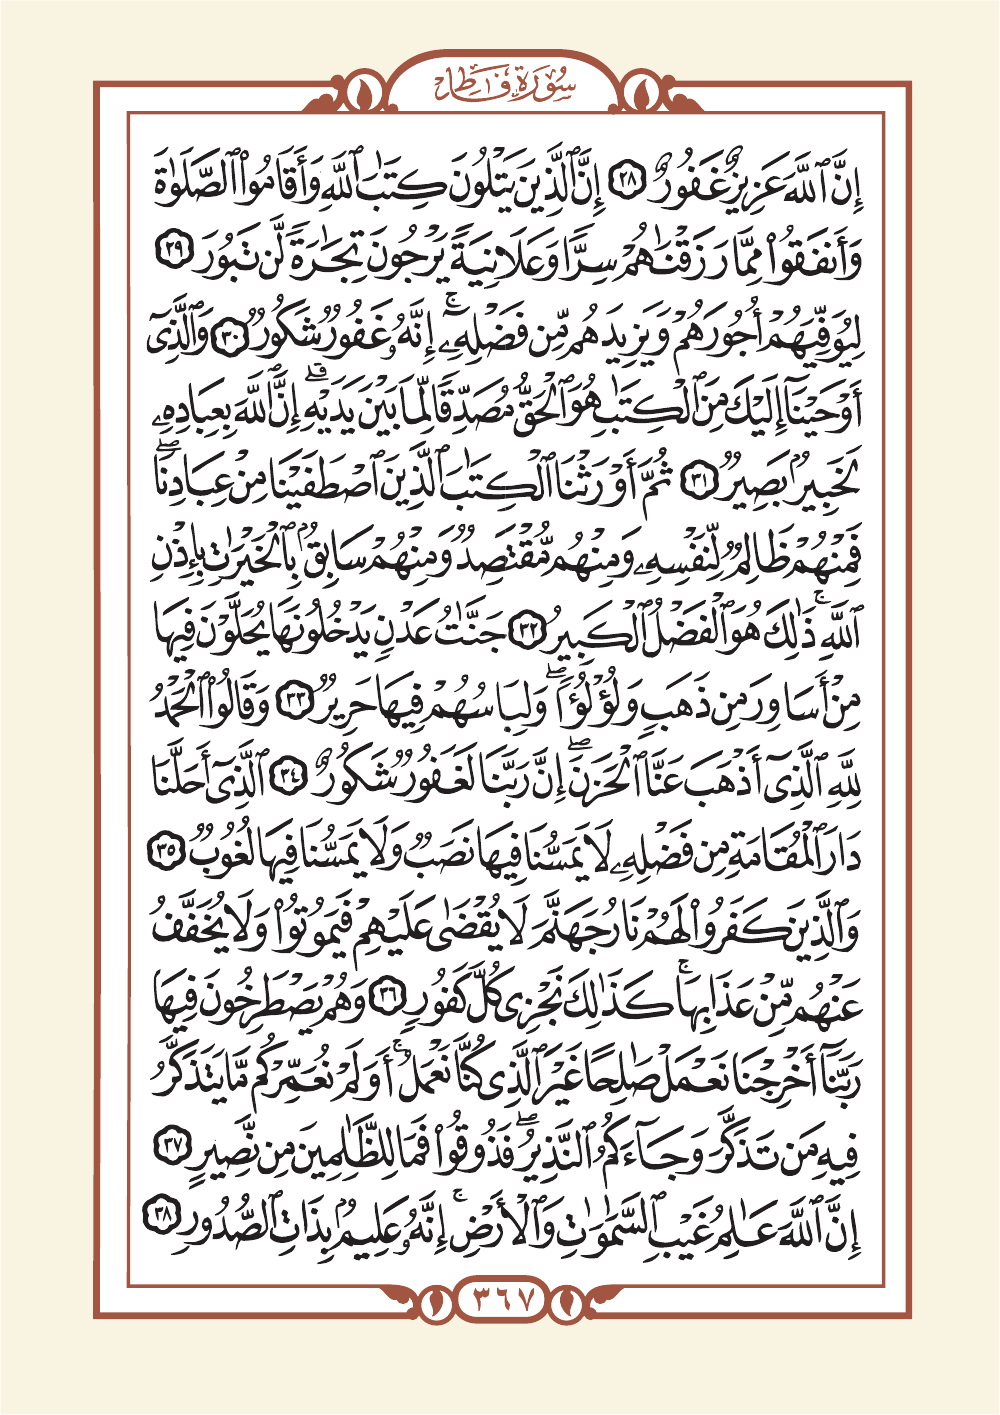 سُورَةُ فَاطِر
إِنَّ ٱللَّهَ عَزِيزٌ غَفُورٌ ٢٨ إِنَّ ٱلَّذِينَ يَتْلُونَ كِتَٰبَ ٱللَّهِ وَأَقَامُوا۟ ٱلصَّلَوٰةَ
وَأَنفَقُوا۟ مِمَّا رَزَقْنَٰهُمْ سِرًّا وَعَلَانِيَةً يَرْجُونَ تِجَٰرَةً لَّن تَبُورَ ٢٩
لِيُوَفِّيَهُمْ أُجُورَهُمْ وَيَزِيدَهُم مِّن فَضْلِهِۦٓ ۚ إِنَّهُۥ غَفُورٌ شَكُورٌ ٣٠ وَٱلَّذِىٓ
أَوْحَيْنَآ إِلَيْكَ مِنَ ٱلْكِتَٰبِ هُوَ ٱلْحَقُّ مُصَدِّقًا لِّمَا بَيْنَ يَدَيْهِ ۗ إِنَّ ٱللَّهَ بِعِبَادِهِۦ
لَخَبِيرٌۢ بَصِيرٌ ٣١ ثُمَّ أَوْرَثْنَا ٱلْكِتَٰبَ ٱلَّذِينَ ٱصْطَفَيْنَا مِنْ عِبَادِنَا ۖ
فَمِنْهُمْ ظَالِمٌ لِّنَفْسِهِۦ وَمِنْهُم مُّقْتَصِدٌ وَمِنْهُمْ سَابِقٌۢ بِٱلْخَيْرَٰتِ بِإِذْنِ
ٱللَّهِ ۚ ذَٰلِكَ هُوَ ٱلْفَضْلُ ٱلْكَبِيرُ ٣٢ جَنَّٰتُ عَدْنٍ يَدْخُلُونَهَا يُحَلَّوْنَ فِيهَا
مِنْ أَسَاوِرَ مِن ذَهَبٍ وَلُؤْلُؤًا ۖ وَلِبَاسُهُمْ فِيهَا حَرِيرٌ ٣٣ وَقَالُوا۟ ٱلْحَمْدُ
لِلَّهِ ٱلَّذِىٓ أَذْهَبَ عَنَّا ٱلْحَزَنَ ۖ إِنَّ رَبَّنَا لَغَفُورٌ شَكُورٌ ٣٤ ٱلَّذِىٓ أَحَلَّنَا
دَارَ ٱلْمُقَامَةِ مِن فَضْلِهِۦ لَا يَمَسُّنَا فِيهَا نَصَبٌ وَلَا يَمَسُّنَا فِيهَا لُغُوبٌ ٣٥
وَٱلَّذِينَ كَفَرُوا۟ لَهُمْ نَارُ جَهَنَّمَ لَا يُقْضَىٰ عَلَيْهِمْ فَيَمُوتُوا۟ وَلَا يُخَفَّفُ
عَنْهُم مِّنْ عَذَابِهَا ۚ كَذَٰلِكَ نَجْزِى كُلَّ كَفُورٍ ٣٦ وَهُمْ يَصْطَرِخُونَ فِيهَا
رَبَّنَآ أَخْرِجْنَا نَعْمَلْ صَٰلِحًا غَيْرَ ٱلَّذِى كُنَّا نَعْمَلُ ۚ أَوَلَمْ نُعَمِّرْكُم مَّا يَتَذَكَّرُ
فِيهِ مَن تَذَكَّرَ وَجَآءَكُمُ ٱلنَّذِيرُ ۖ فَذُوقُوا۟ فَمَا لِلظَّٰلِمِينَ مِن نَّصِيرٍ ٣٧
إِنَّ ٱللَّهَ عَٰلِمُ غَيْبِ ٱلسَّمَٰوَٰتِ وَٱلْأَرْضِ ۚ إِنَّهُۥ عَلِيمٌۢ بِذَاتِ ٱلصُّدُورِ ٣٨
٣٦٧